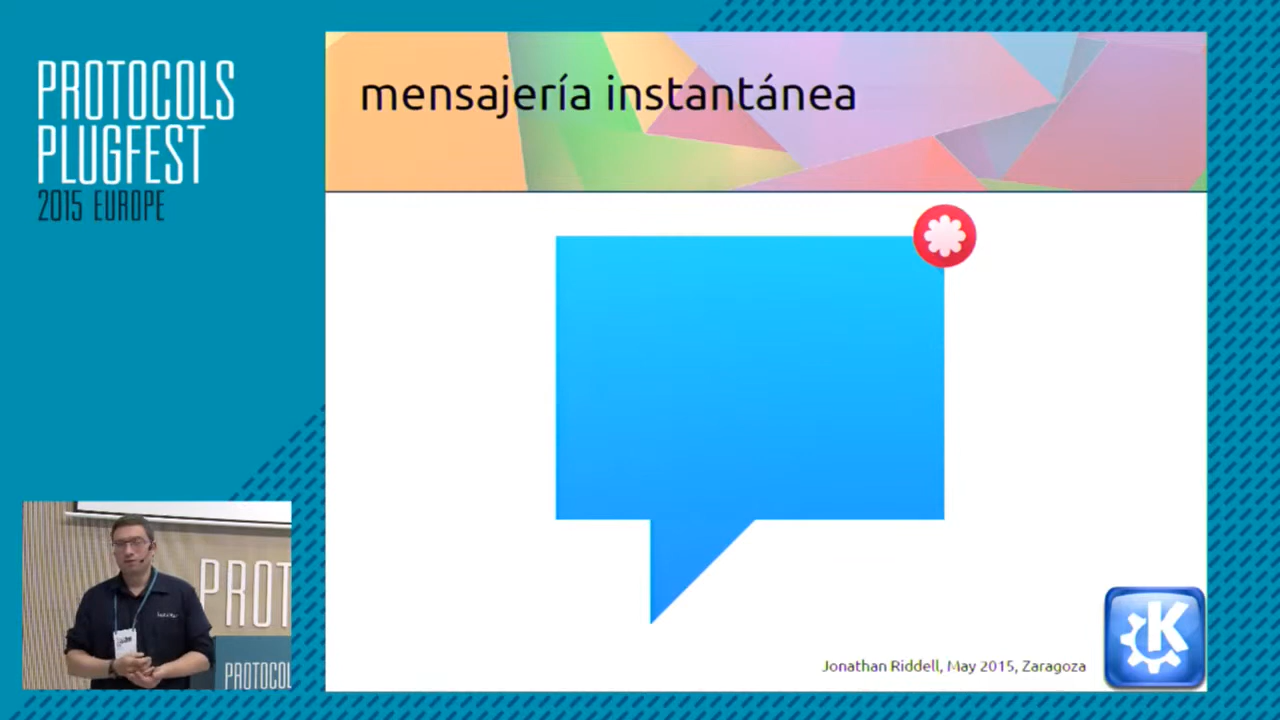 PROTOCOLS
PLUGFEST
2015 EUROPE
mensajería instantánea
PROT
PROTOCOL
Jonathan Riddell, May 2015, Zaragoza
K